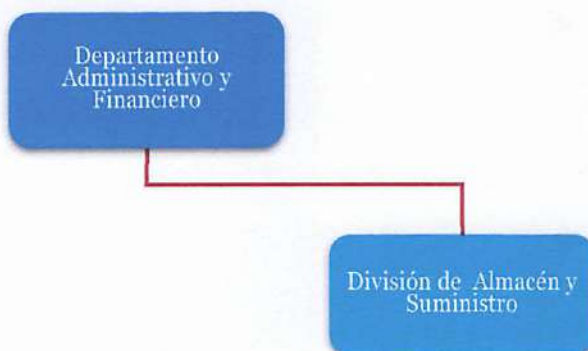 Departamento
Administrativo y
Financiero
División de Almacén y
Suministro